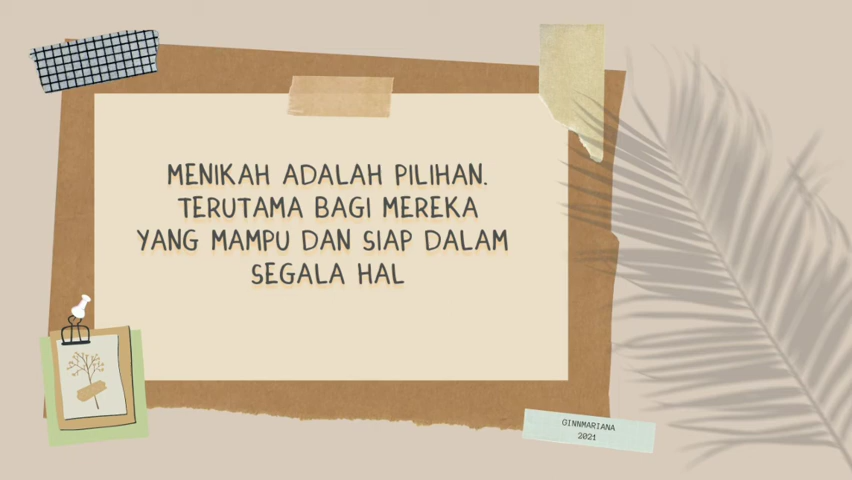 MENIKAH ADALAH PILIHAN.
TERUTAMA BAGI MEREKA
YANG MAMPU DAN SIAP DALAM
SEGALA HAL
GINNMARIANA
2021